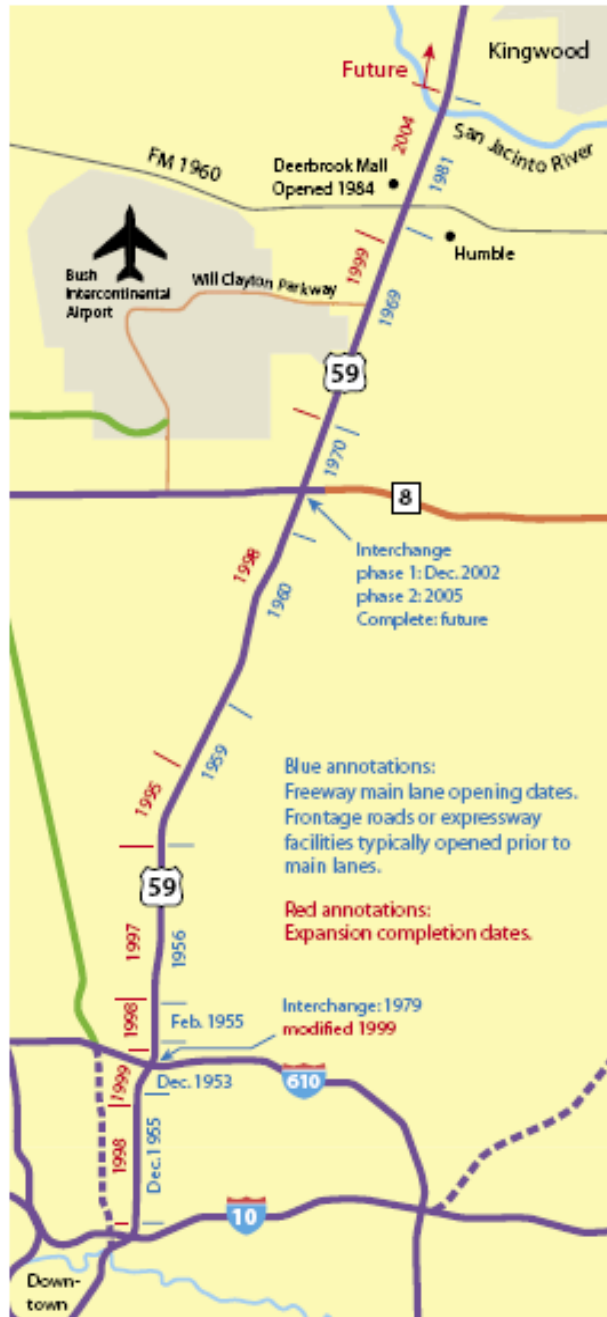 Kingwood
Future
San Jacinto River
2004
1981
FM 1960
Deerbrook Mall
Opened 1984
Humble
1999
Bush
Intercontinental
Airport
Will Clayton Parkway
1969
59
1970
8
Interchange
phase 1: Dec. 2002
phase 2: 2005
Complete: future
1998
1960
1959
1995
Blue annotations:
Freeway main lane opening dates.
Frontage roads or expressway
facilities typically opened prior to
main lanes.
59
Red annotations:
Expansion completion dates.
1997
1956
1998
Feb. 1955
Interchange: 1979
modified 1999
1999
Dec. 1953
610
1998
Dec. 1955
10
Down-
town